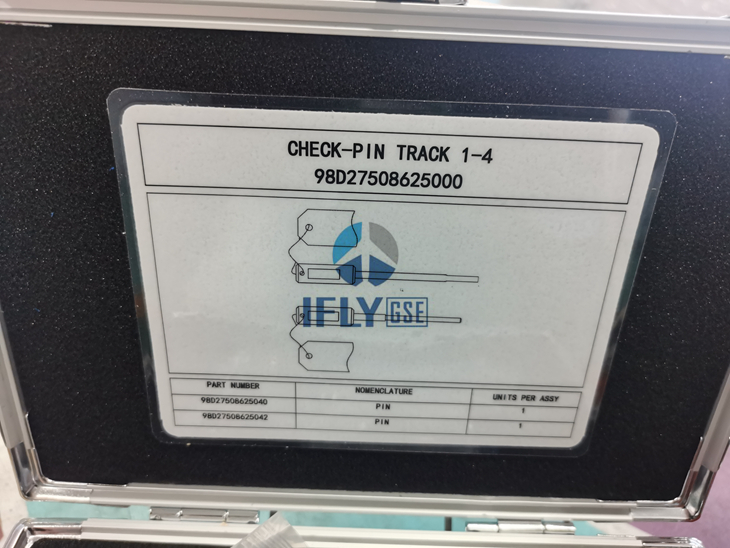 CHECK-PIN TRACK 1-4
98D27508625000
IFLY GSE
PART NUMBER NOMENCLATURE UNITS PER ASSY
98D27508625040 PIN 1
98D27508625042 PIN 1